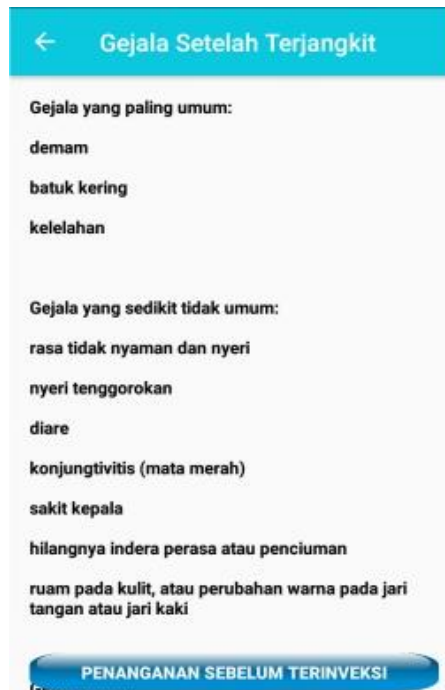 Gejala Setelah Terjangkit
Gejala yang paling umum:
demam
batuk kering
kelelahan
Gejala yang sedikit tidak umum:
rasa tidak nyaman dan nyeri
nyeri tenggorokan
diare
konjungtivitis (mata merah)
sakit kepala
hilangnya indera perasa atau penciuman
ruam pada kulit, atau perubahan warna pada jari
tangan atau jari kaki
PENANGANAN SEBELUM TERINVEKSI